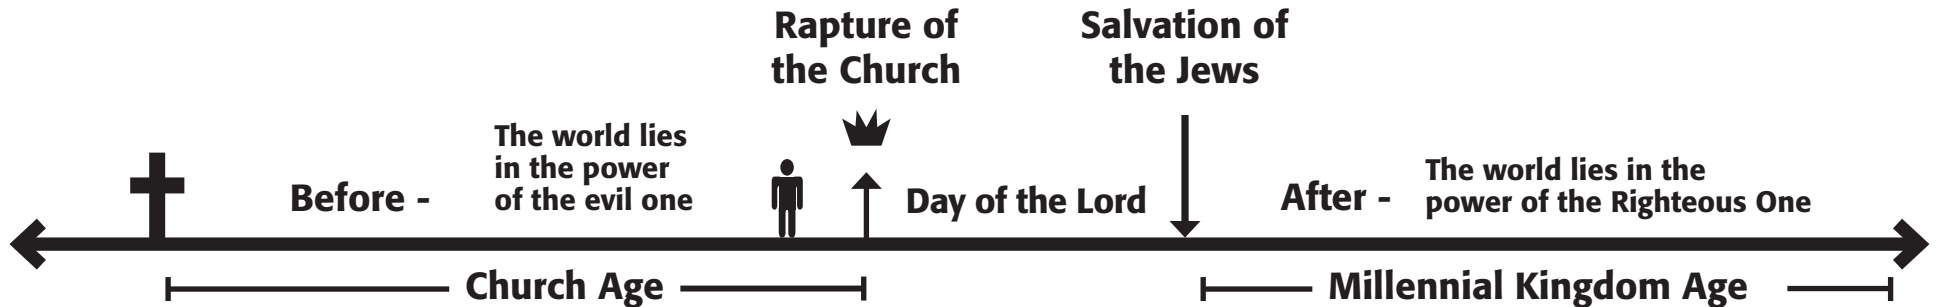 Rapture of
the Church
Salvation of
the Jews
Before -
The world lies
in the power
of the evil one
Day of the Lord
After -
The world lies in the
power of the Righteous One
Church Age
Millennial Kingdom Age